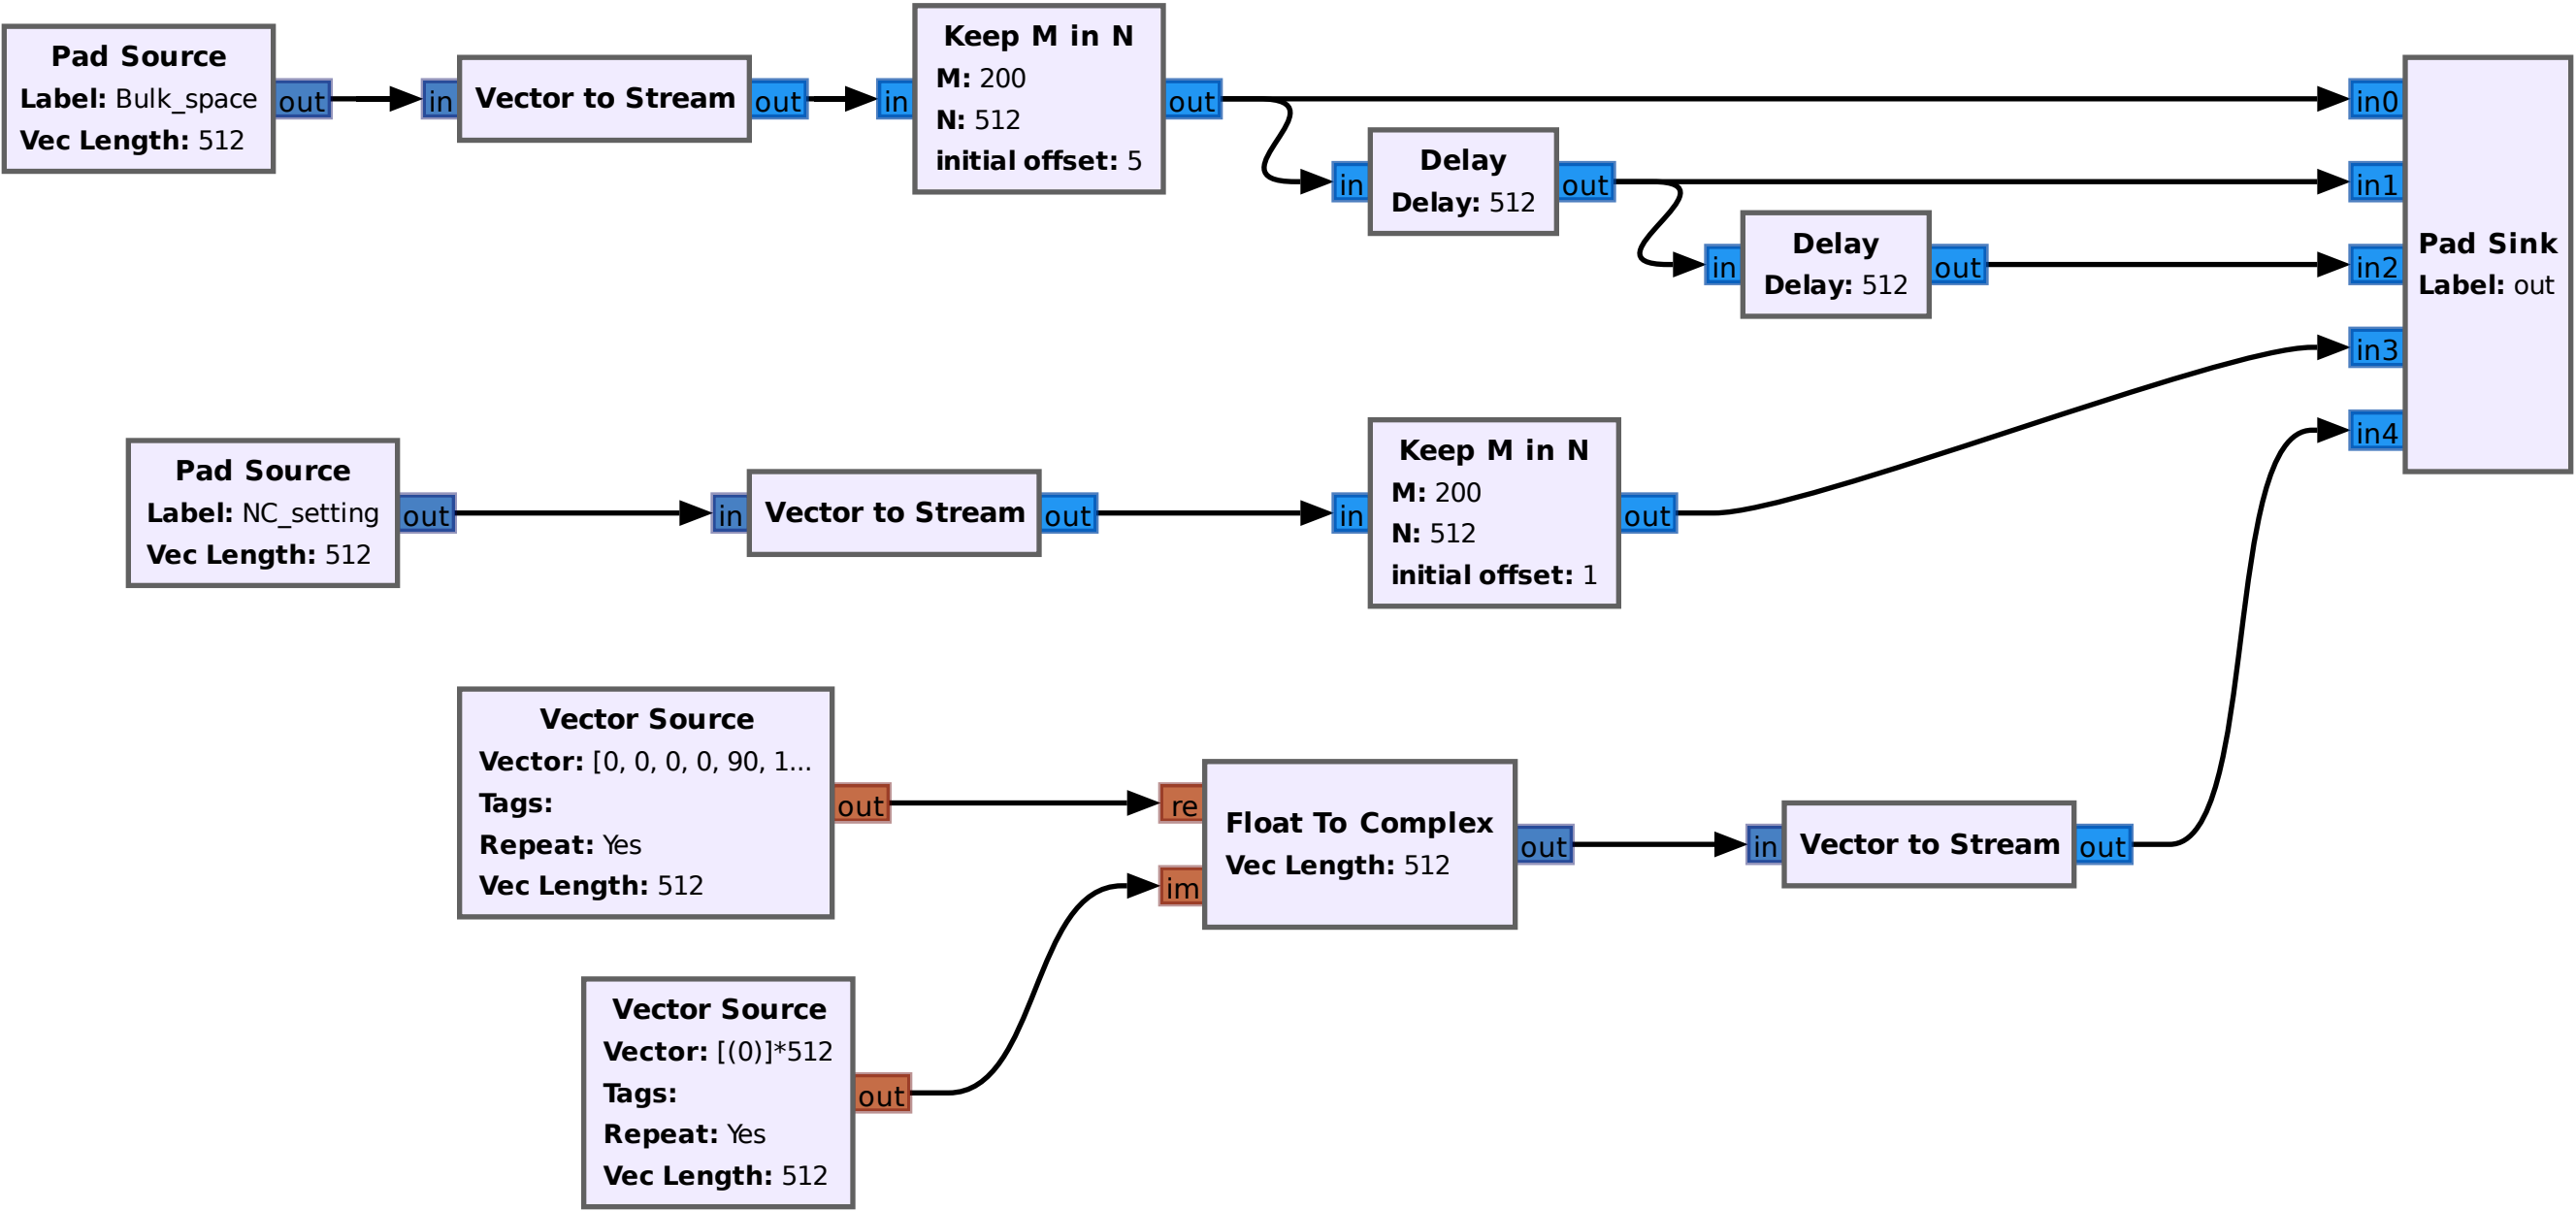 Pad Source
Label: Bulk_space
Vec Length: 512
out
in
Vector to Stream
out
in
Keep M in N
M: 200
N: 512
initial offset: 5
out
in
Delay
Delay: 512
out
in
Delay
Delay: 512
out
in0
in1
in2
in3
in4
Pad Sink
Label: out
Pad Source
Label: NC_setting
Vec Length: 512
out
in
Vector to Stream
out
in
Keep M in N
M: 200
N: 512
initial offset: 1
out
Vector Source
Vector: [0, 0, 0, 0, 90, 1...
Tags:
Repeat: Yes
Vec Length: 512
out
re
im
Float To Complex
Vec Length: 512
out
in
Vector to Stream
out
Vector Source
Vector: [(0)]*512
Tags:
Repeat: Yes
Vec Length: 512
out